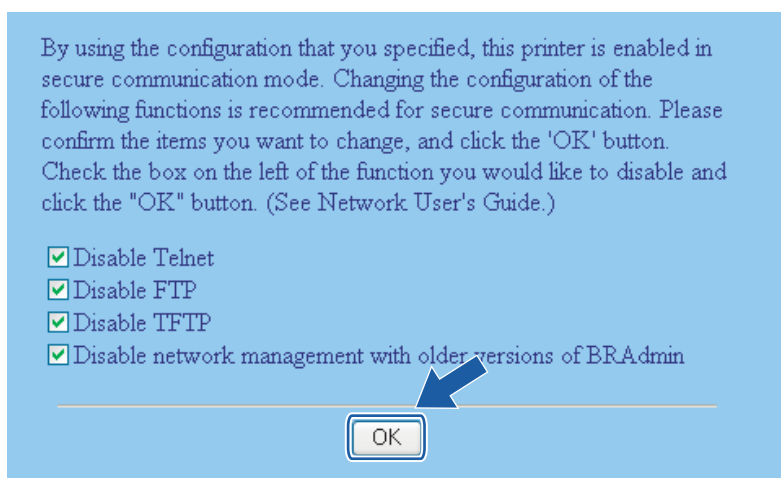 By using the configuration that you specified, this printer is enabled in
secure communication mode. Changing the configuration of the
following functions is recommended for secure communication. Please
confirm the items you want to change, and click the 'OK' button.
Check the box on the left of the function you would like to disable and
click the "OK" button. (See Network User's Guide.)
Disable Telnet
Disable FTP
Disable TFTP
Disable network management with older versions of BRAdmin
OK